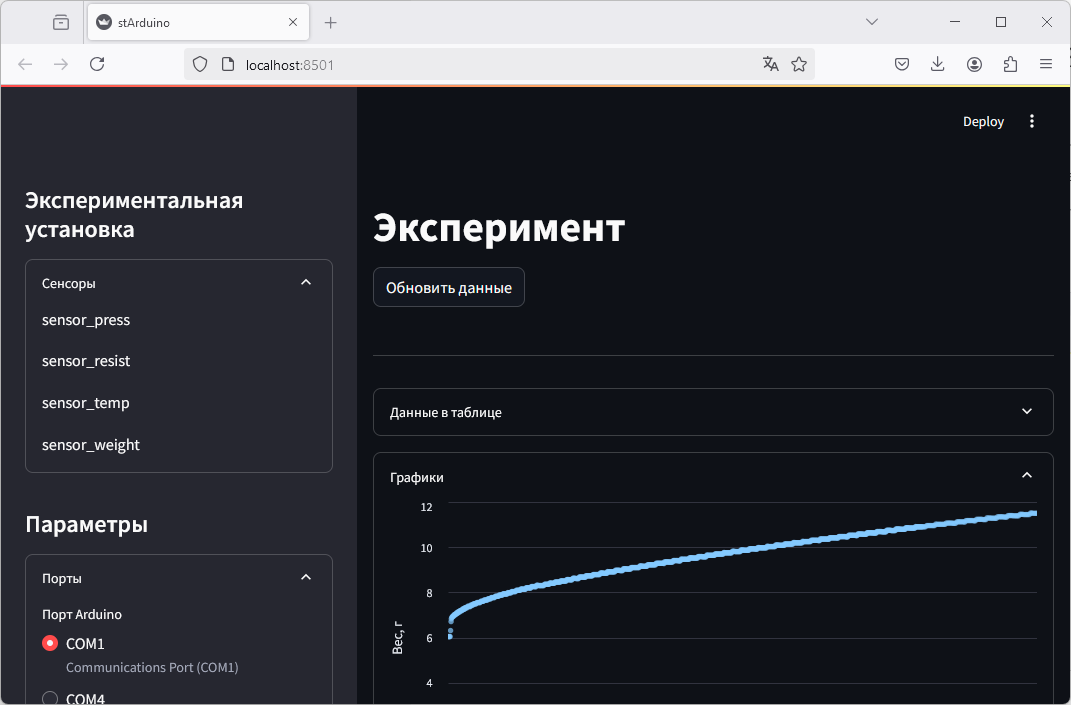 stArduino
localhost:8501
Deploy
Экспериментальная
установка
Сенсоры
sensor_press
sensor_resist
sensor_temp
sensor_weight
Параметры
Порты
Порт Arduino
COM1
Communications Port (COM1)
COM4
Эксперимент
Обновить данные
Данные в таблице
Графики
12
10
8
6
4
Вес, г